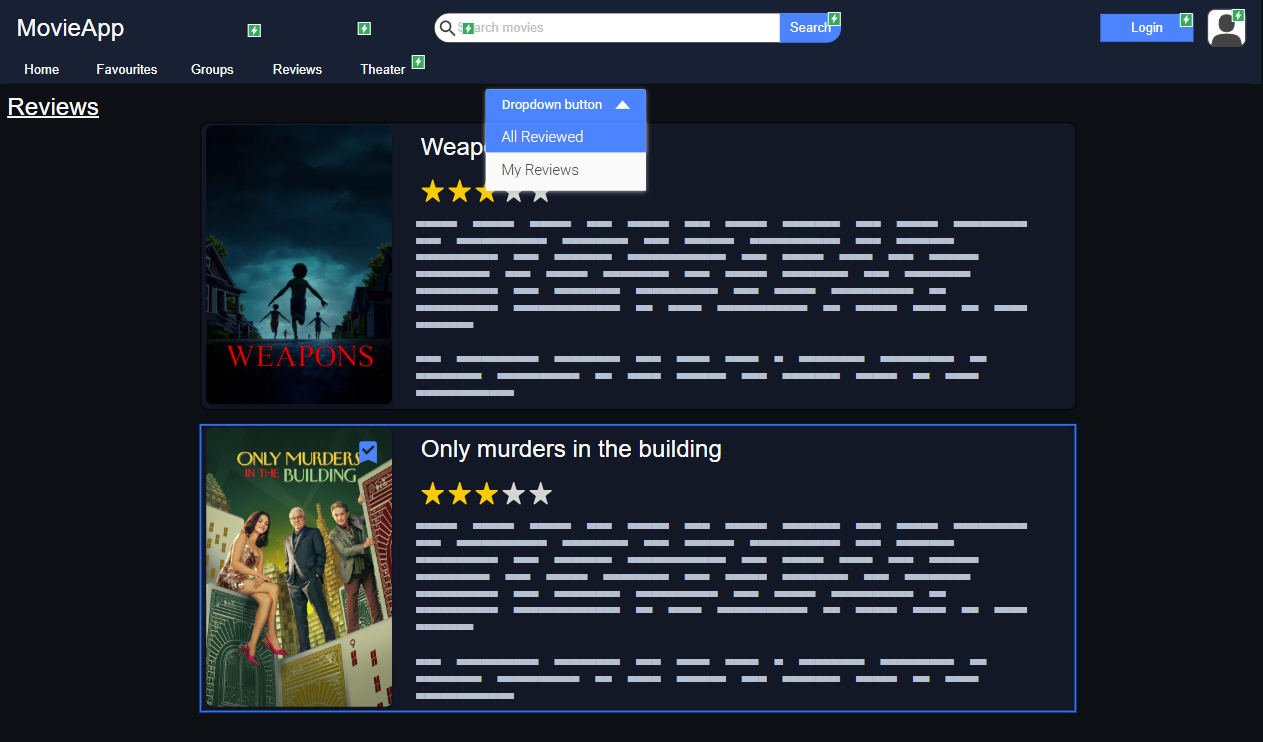 MovieApp
Search movies
Search
Login
Home
Favourites
Groups
Reviews
Theater
Reviews
Dropdown button
All Reviewed
My Reviews
Weap
WEAPONS
ONLY MURDERS
IN THE BUILDING
Only murders in the building